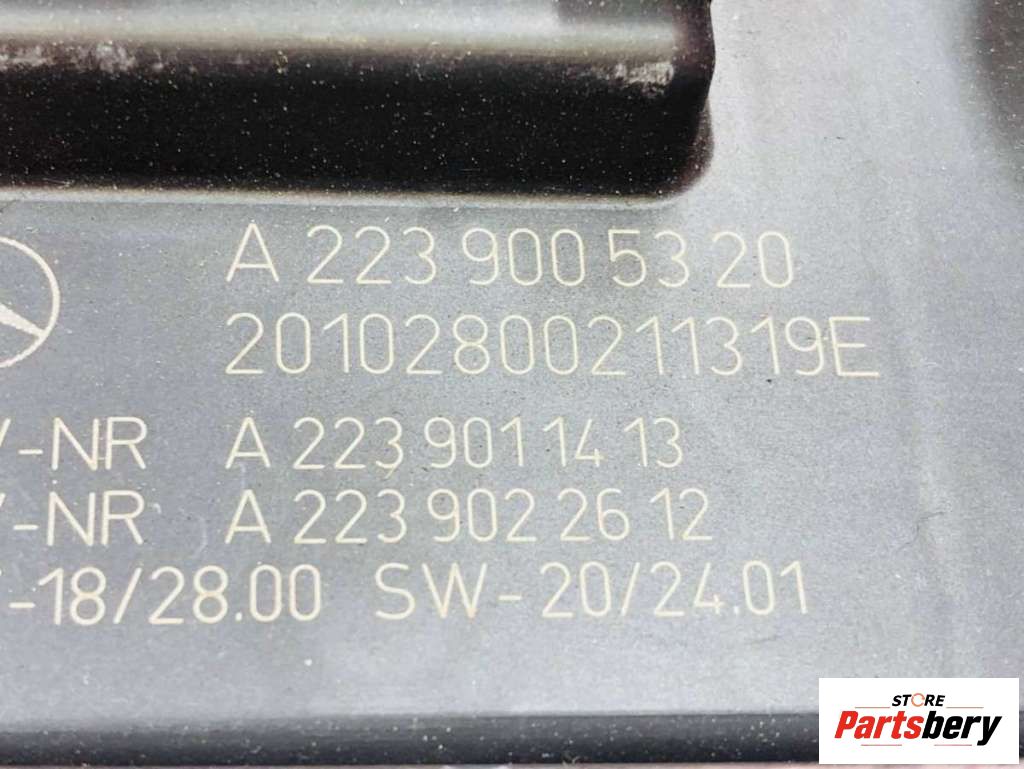 A 223 900 53 20
20102800211319E
-NR A 223 901 14 13
-NR A 223 902 26 12
-18/28.00 SW-20/24.01
STORE
Partsbery